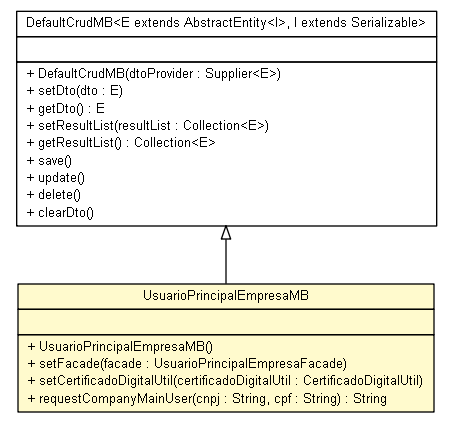 DefaultCrudMB<E extends AbstractEntity<I>, I extends Serializable>
+ DefaultCrudMB(dtoProvider : Supplier<E>)
+ setDto(dto : E)
+ getDto() : E
+ setResultList(resultList : Collection<E>)
+ getResultList() : Collection<E>
+ save()
+ update()
+ delete()
+ clearDto()
UsuarioPrincipalEmpresaMB
+ UsuarioPrincipalEmpresaMB()
+ setFacade(facade : UsuarioPrincipalEmpresaFacade)
+ setCertificadoDigitalUtil(certificadoDigitalUtil : CertificadoDigitalUtil)
+ requestCompanyMainUser(cnpj : String, cpf : String) : String